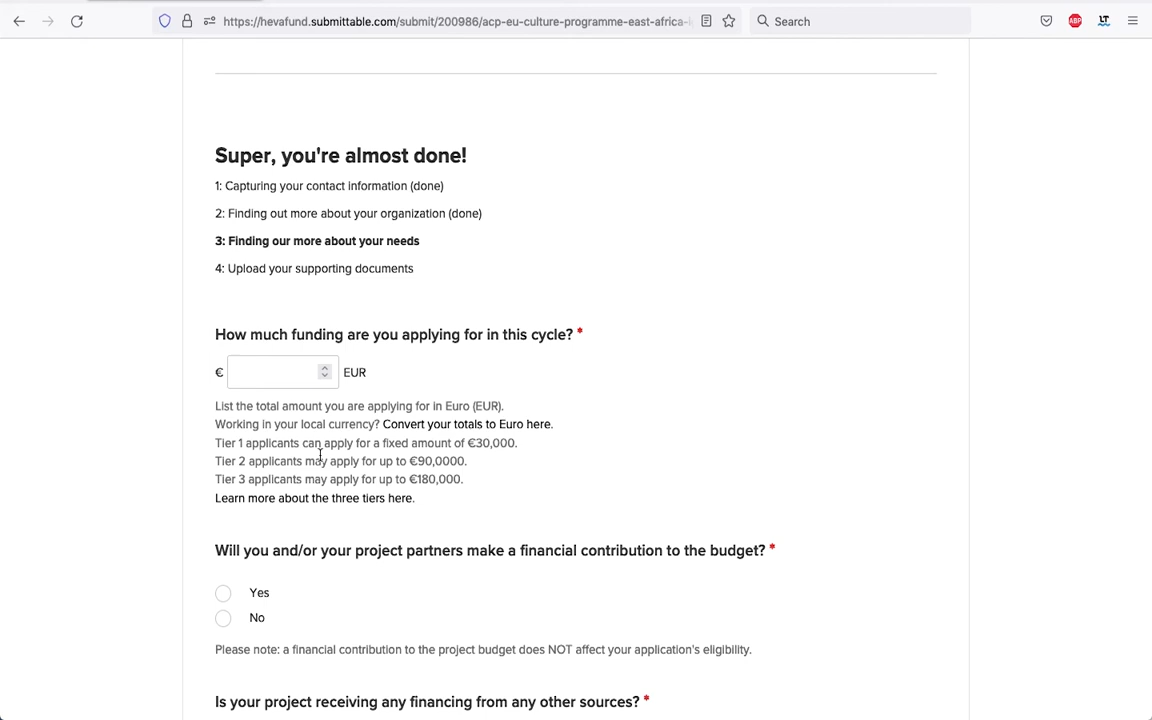 https://hevafund.submittable.com/submit/200986/acp-eu-culture-programme-east-africa-
Search
ABP
LT
Super, you're almost done!
1: Capturing your contact information (done)
2: Finding out more about your organization (done)
3: Finding our more about your needs
4: Upload your supporting documents
How much funding are you applying for in this cycle? *
€ EUR
List the total amount you are applying for in Euro (EUR).
Working in your local currency? Convert your totals to Euro here.
Tier 1 applicants can apply for a fixed amount of €30,000.
Tier 2 applicants may apply for up to €90,0000.
Tier 3 applicants may apply for up to €180,000.
Learn more about the three tiers here.
Will you and/or your project partners make a financial contribution to the budget? *
Yes
No
Please note: a financial contribution to the project budget does NOT affect your application's eligibility.
Is your project receiving any financing from any other sources? *